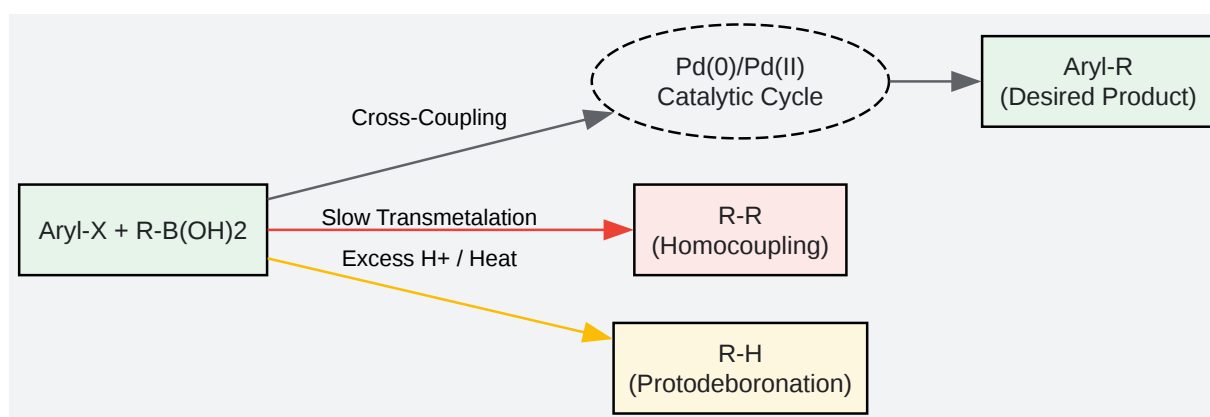 Pd(0)/Pd(II)
Catalytic Cycle
Aryl-R
(Desired Product)
Cross-Coupling
Aryl-X + R-B(OH)2
Slow Transmetalation
R-R
(Homocoupling)
Excess H+ / Heat
R-H
(Protodeboronation)